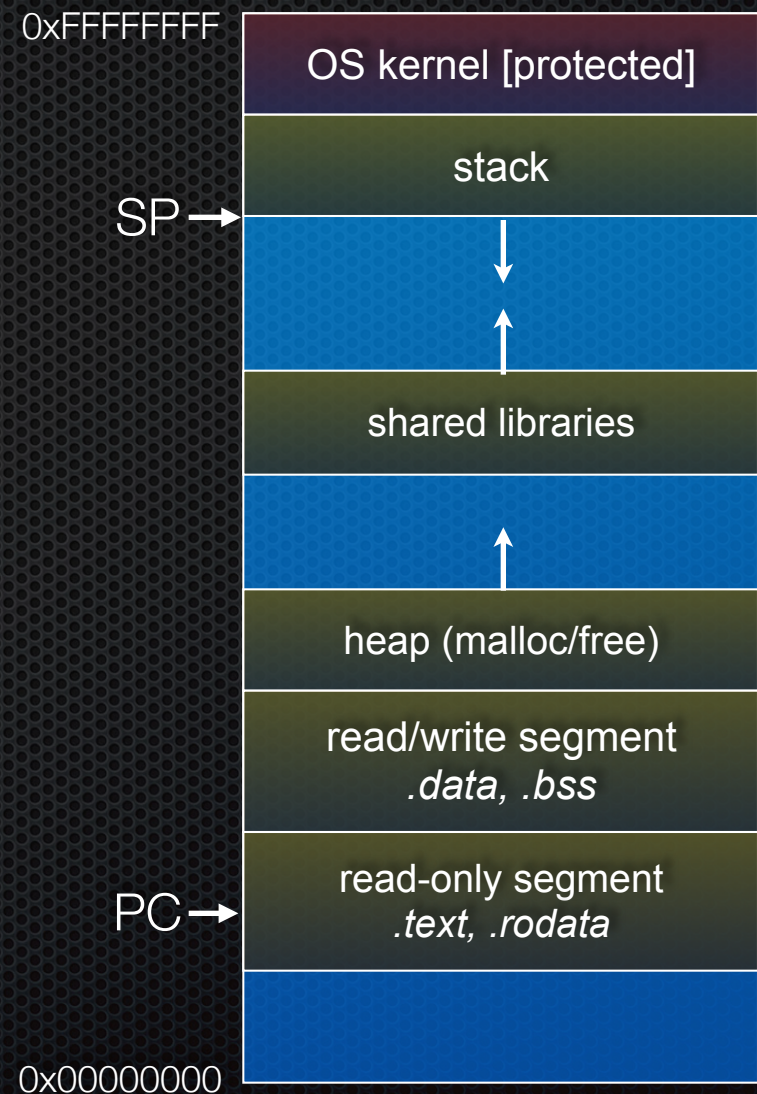 0xFFFFFFFF
OS kernel [protected]
stack
SP
shared libraries
heap (malloc/free)
read/write segment
.data, .bss
read-only segment
.text, .rodata
PC
0x00000000